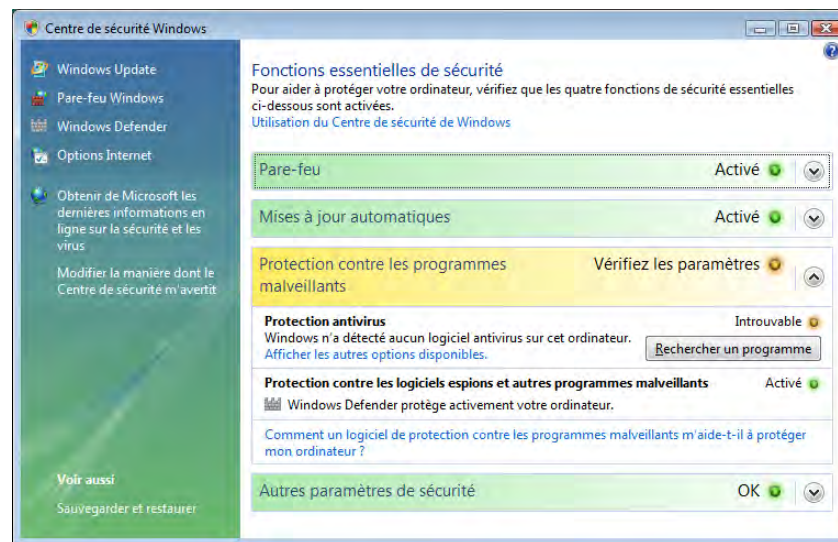 Centre de sécurité Windows
Windows Update
Pare-feu Windows
Windows Defender
Options Internet
Obtenir de Microsoft les
dernières informations en
ligne sur la sécurité et les
virus
Modifier la manière dont le
Centre de sécurité m'avertit
Voir aussi
Sauvegarder et restaurer
Fonctions essentielles de sécurité
Pour aider à protéger votre ordinateur, vérifiez que les quatre fonctions de sécurité essentielles
ci-dessous sont activées.
Utilisation du Centre de sécurité de Windows
Pare-feu Activé
Mises à jour automatiques Activé
Protection contre les programmes
malveillants
Vérifiez les paramètres
Protection antivirus Introuvable
Windows n'a détecté aucun logiciel antivirus sur cet ordinateur.
Afficher les autres options disponibles.
Rechercher un programme
Protection contre les logiciels espions et autres programmes malveillants Activé
Windows Defender protège activement votre ordinateur.
Comment un logiciel de protection contre les programmes malveillants m'aide-t-il à protéger
mon ordinateur ?
Autres paramètres de sécurité OK